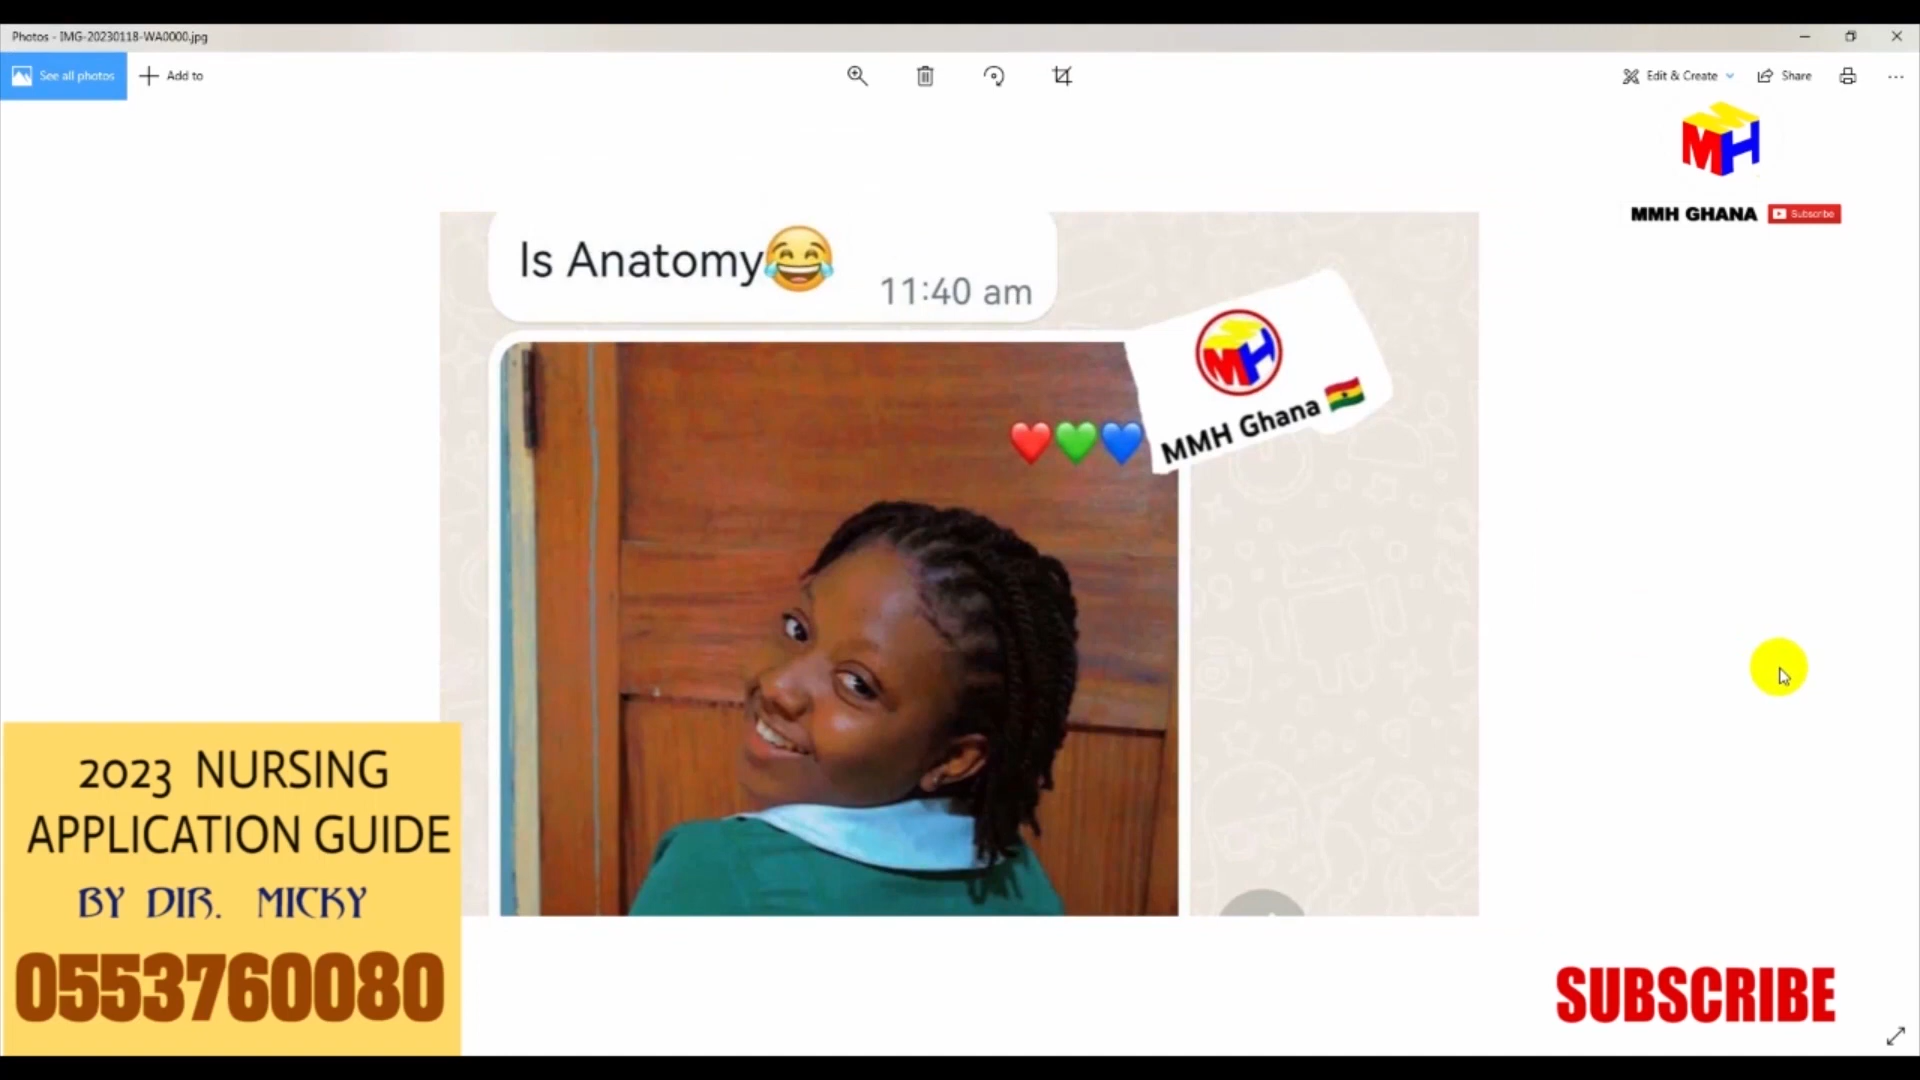 Photos - IMG-20230118-WA0000.jpg
See all photos
Add to
Edit & Create
Share
MH
MMH GHANA
Subscribe
Is Anatomy😂
11:40 am
MH
❤️💚💙
MMH Ghana 🇬🇭
2023 NURSING
APPLICATION GUIDE
BY DIR. MICKY
0553760080
SUBSCRIBE